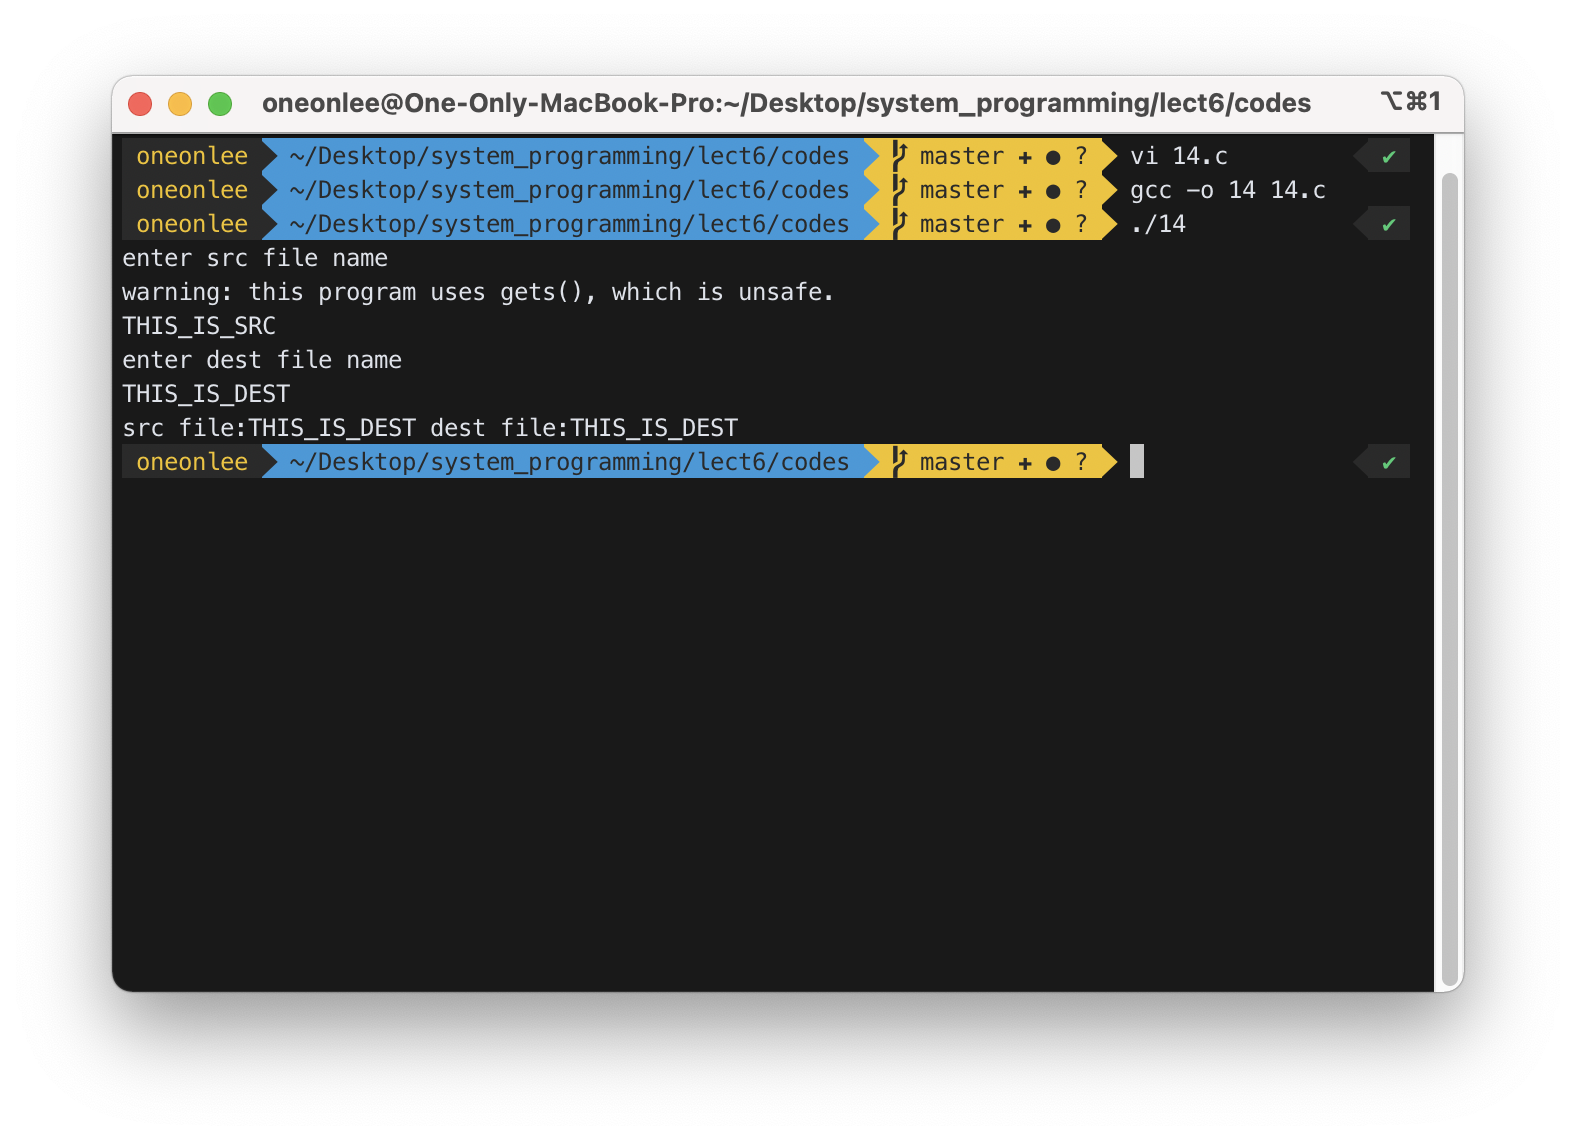 oneonlee@One-Only-MacBook-Pro:~/Desktop/system_programming/lect6/codes ⌥⌘1
oneonlee ~/Desktop/system_programming/lect6/codes master ✚ ● ? vi 14.c ✔
oneonlee ~/Desktop/system_programming/lect6/codes master ✚ ● ? gcc -o 14 14.c
oneonlee ~/Desktop/system_programming/lect6/codes master ✚ ● ? ./14 ✔
enter src file name
warning: this program uses gets(), which is unsafe.
THIS_IS_SRC
enter dest file name
THIS_IS_DEST
src file:THIS_IS_DEST dest file:THIS_IS_DEST
oneonlee ~/Desktop/system_programming/lect6/codes master ✚ ● ? ✔